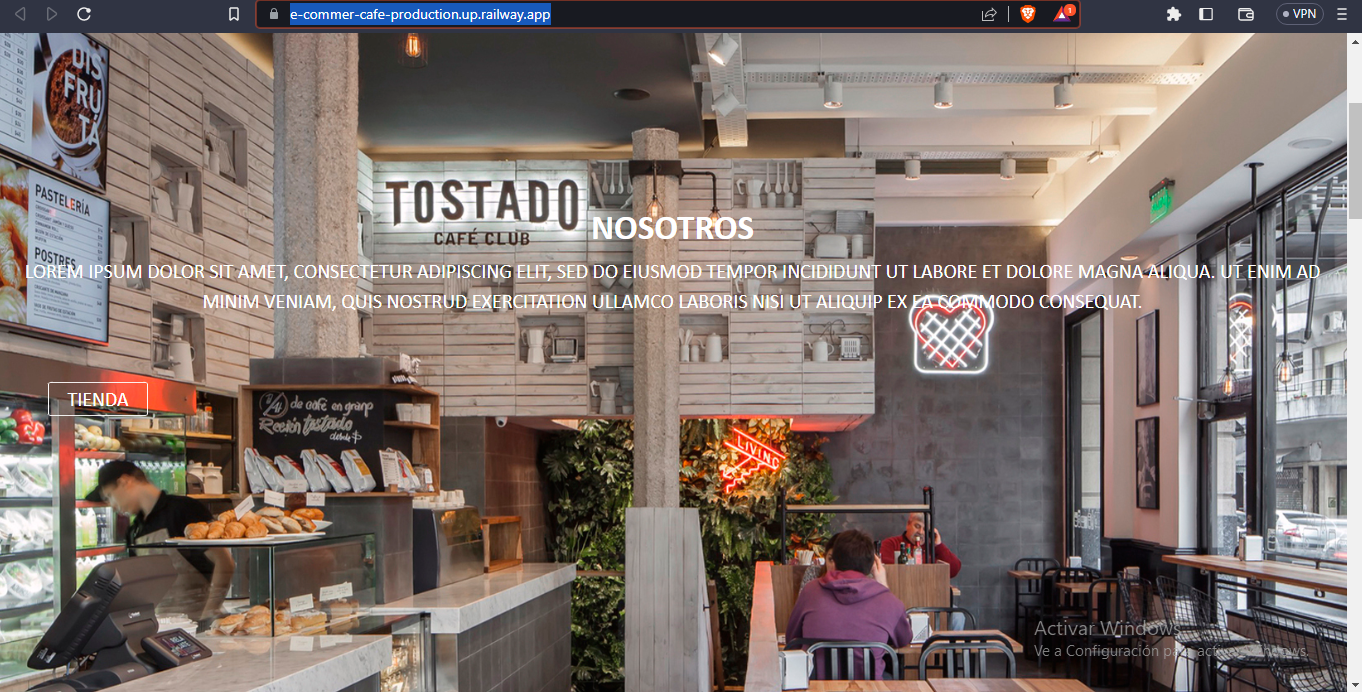 e-commer-cafe-production.up.railway.app
1
VPN
DIS
FRU
TÁ
PASTELERÍA
POSTRES
TOSTADO
CAFÉ CLUB
NOSOTROS
LOREM IPSUM DOLOR SIT AMET, CONSECTETUR ADIPISCING ELIT, SED DO EIUSMOD TEMPOR INCIDIDUNT UT LABORE ET DOLORE MAGNA ALIQUA. UT ENIM AD
MINIM VENIAM, QUIS NOSTRUD EXERCITATION ULLAMCO LABORIS NISI UT ALIQUIP EX EA COMMODO CONSEQUAT.
TIENDA
1/4 de café en grano
Recién tostado
desde $
LIVING
Activar Windows
Ve a Configuración para activar Windows.